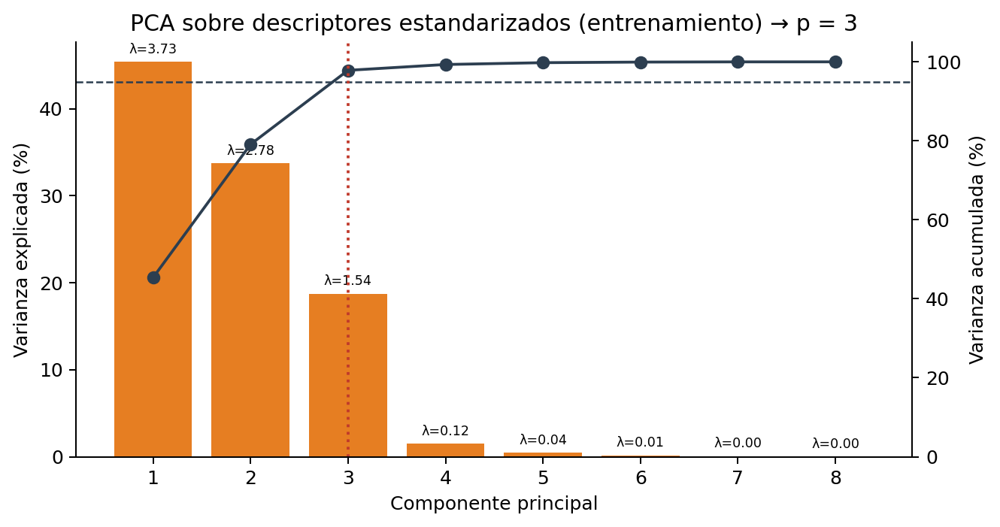 PCA sobre descriptores estandarizados (entrenamiento) → p = 3
Varianza explicada (%)
40
30
20
10
0
λ=3.73
λ=2.78
λ=1.54
λ=0.12
λ=0.04
λ=0.01
λ=0.00
λ=0.00
100
80
60
40
20
0
Varianza acumulada (%)
1 2 3 4 5 6 7 8
Componente principal